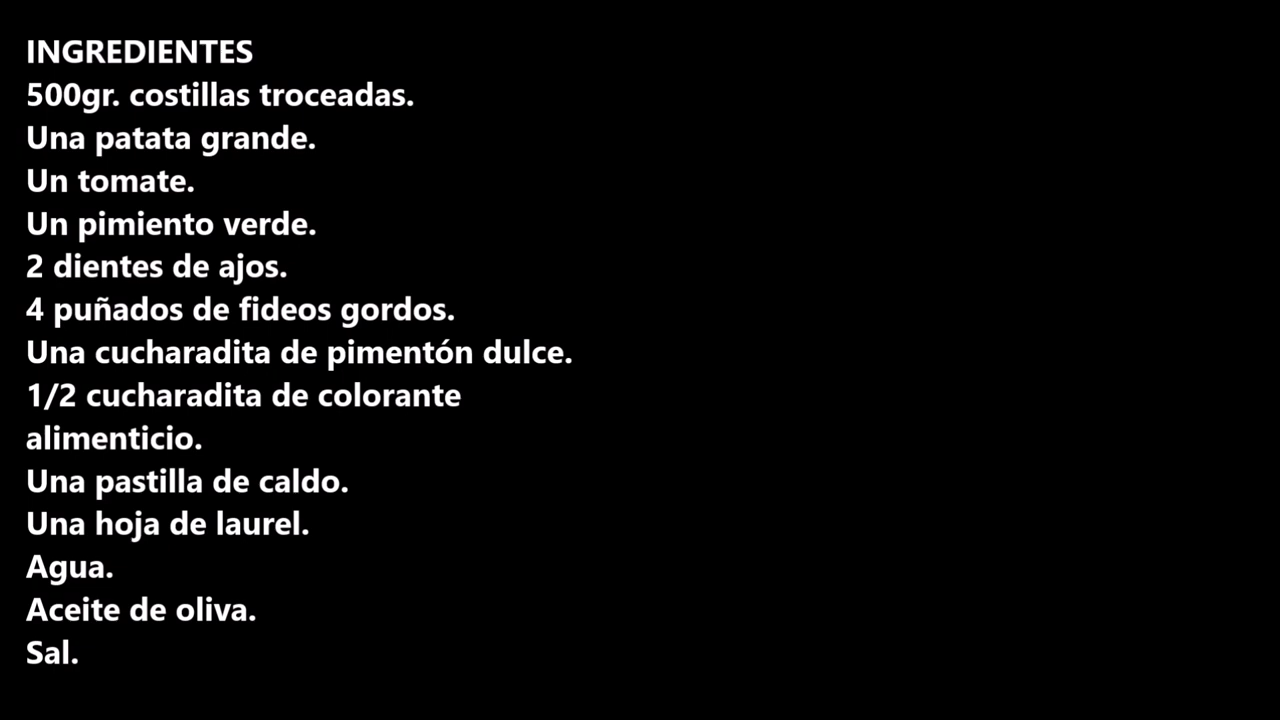 INGREDIENTES
500gr. costillas troceadas.
Una patata grande.
Un tomate.
Un pimiento verde.
2 dientes de ajos.
4 puñados de fideos gordos.
Una cucharadita de pimentón dulce.
1/2 cucharadita de colorante
alimenticio.
Una pastilla de caldo.
Una hoja de laurel.
Agua.
Aceite de oliva.
Sal.